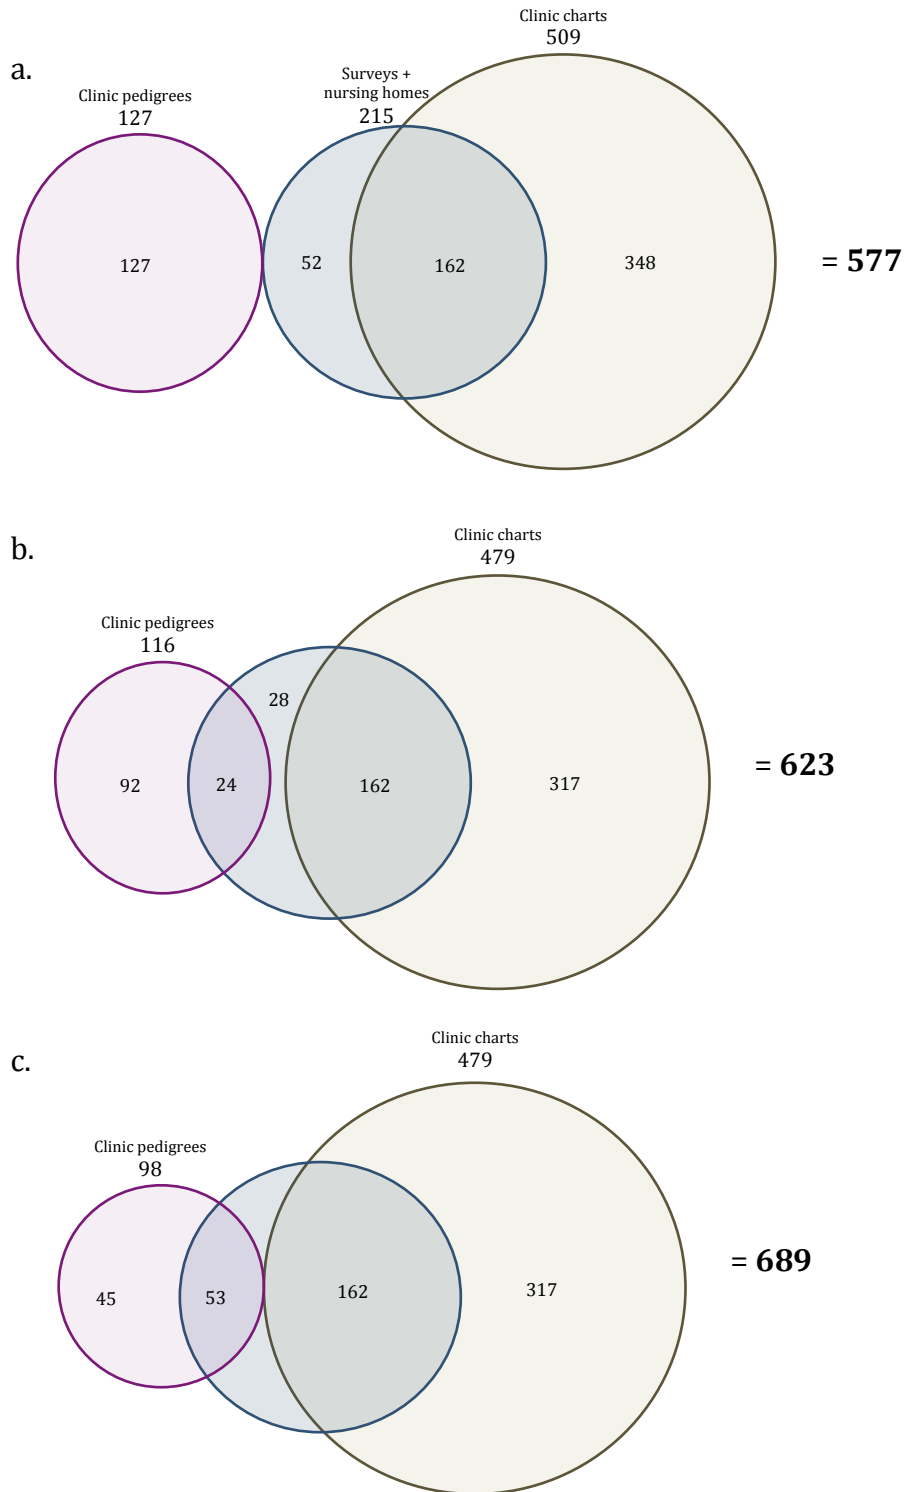 a.
Clinic pedigrees
127
Surveys +
nursing homes
215
Clinic charts
509
127
52
162
348
= 577
b.
Clinic pedigrees
116
Clinic charts
479
92
24
28
162
317
= 623
c.
Clinic pedigrees
98
Clinic charts
479
45
53
162
317
= 689